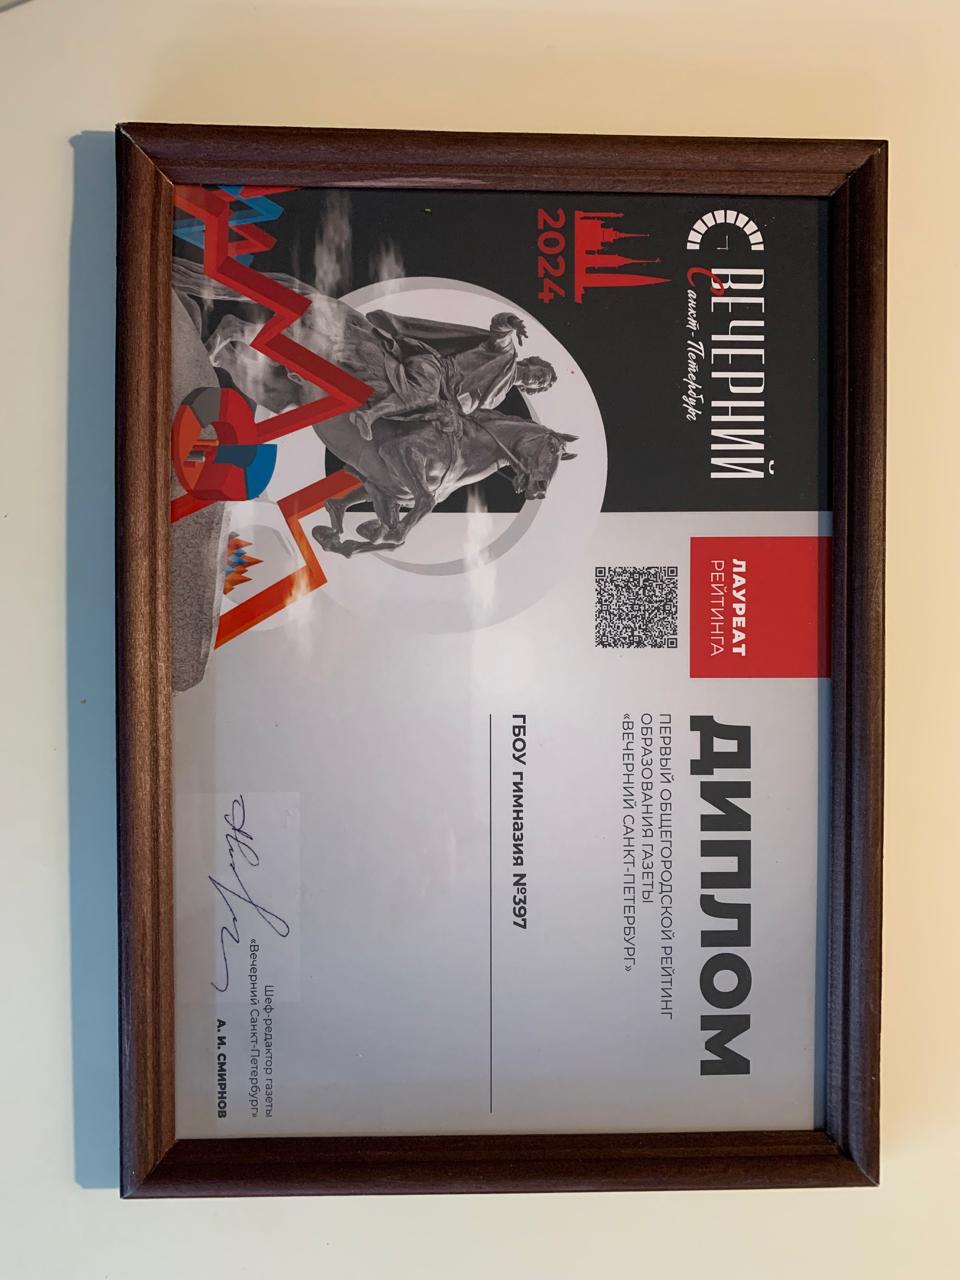 ВЕЧЕРНИЙ
Санкт-Петербург
2024
ЛАУРЕАТ
РЕЙТИНГА
ДИПЛОМ
ПЕРВЫЙ ОБЩЕГОРОДСКОЙ РЕЙТИНГ
ОБРАЗОВАНИЯ ГАЗЕТЫ
«ВЕЧЕРНИЙ САНКТ-ПЕТЕРБУРГ»
ГБОУ гимназия №397
Шеф-редактор газеты
«Вечерний Санкт-Петербург»
А. И. СМИРНОВ